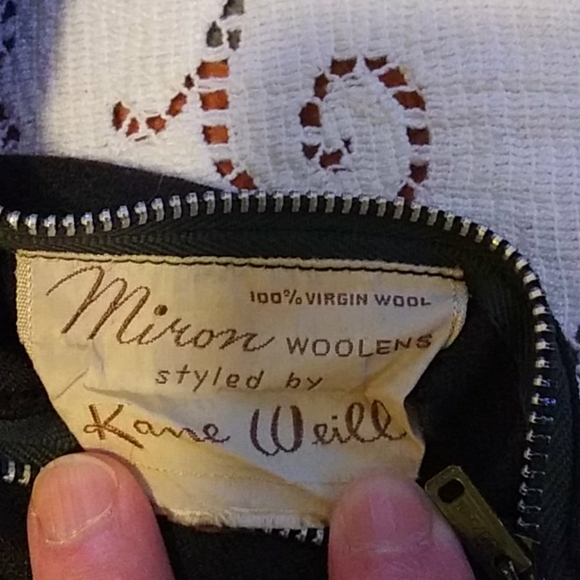 100% VIRGIN WOOL
Miron WOOLENS
styled by
Kane Weill